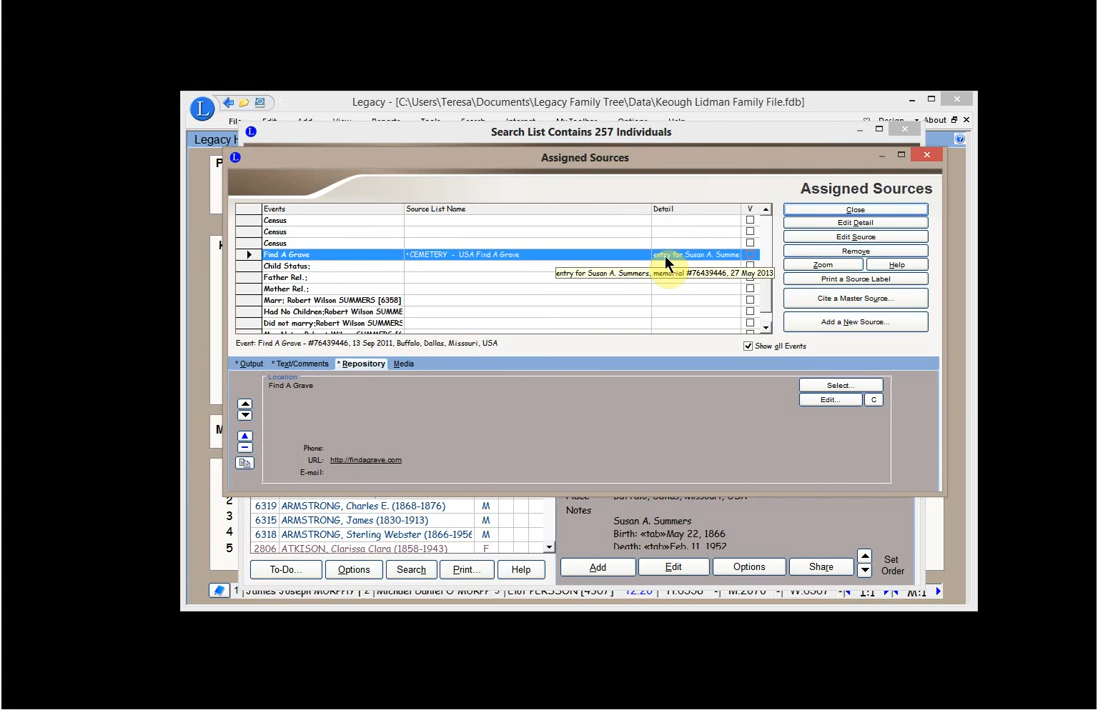 Legacy - [C:\Users\Teresa\Documents\Legacy Family Tree\Data\Keough Lidman Family File.fdb]
About
Search List Contains 257 Individuals
Legacy
Assigned Sources
Assigned Sources
Events Source List Name Detail V
Census
Census
Census
Find A Grave *CEMETERY - USA Find A Grave entry for Susan A. Summe
Child Status:
entry for Susan A. Summers, memorial #76439446, 27 May 2013
Father Rel.:
Mother Rel.:
Marr: Robert Wilson SUMMERS [6358]
Had No Children;Robert Wilson SUMME
Did not marry;Robert Wilson SUMMERS
Close
Edit Detail
Edit Source
Remove
Zoom Help
Print a Source Label
Cite a Master Source...
Add a New Source...
Event: Find A Grave - #76439446, 13 Sep 2011, Buffalo, Dallas, Missouri, USA
Show all Events
* Output * Text/Comments * Repository Media
Location
Find A Grave
Select...
Edit... C
Phone:
URL: http://findagrave.com
E-mail:
2
3
4
5
6319 ARMSTRONG, Charles E. (1868-1876) M
6315 ARMSTRONG, James (1830-1913) M
6318 ARMSTRONG, Sterling Webster (1866-1956 M
2806 ATKISON, Clarissa Clara (1858-1943) F
Notes
Susan A. Summers
Birth: «tab»May 22, 1866
Death: «tab»Feb. 11, 1952
To-Do... Options Search Print... Help
Add Edit Options Share Set Order